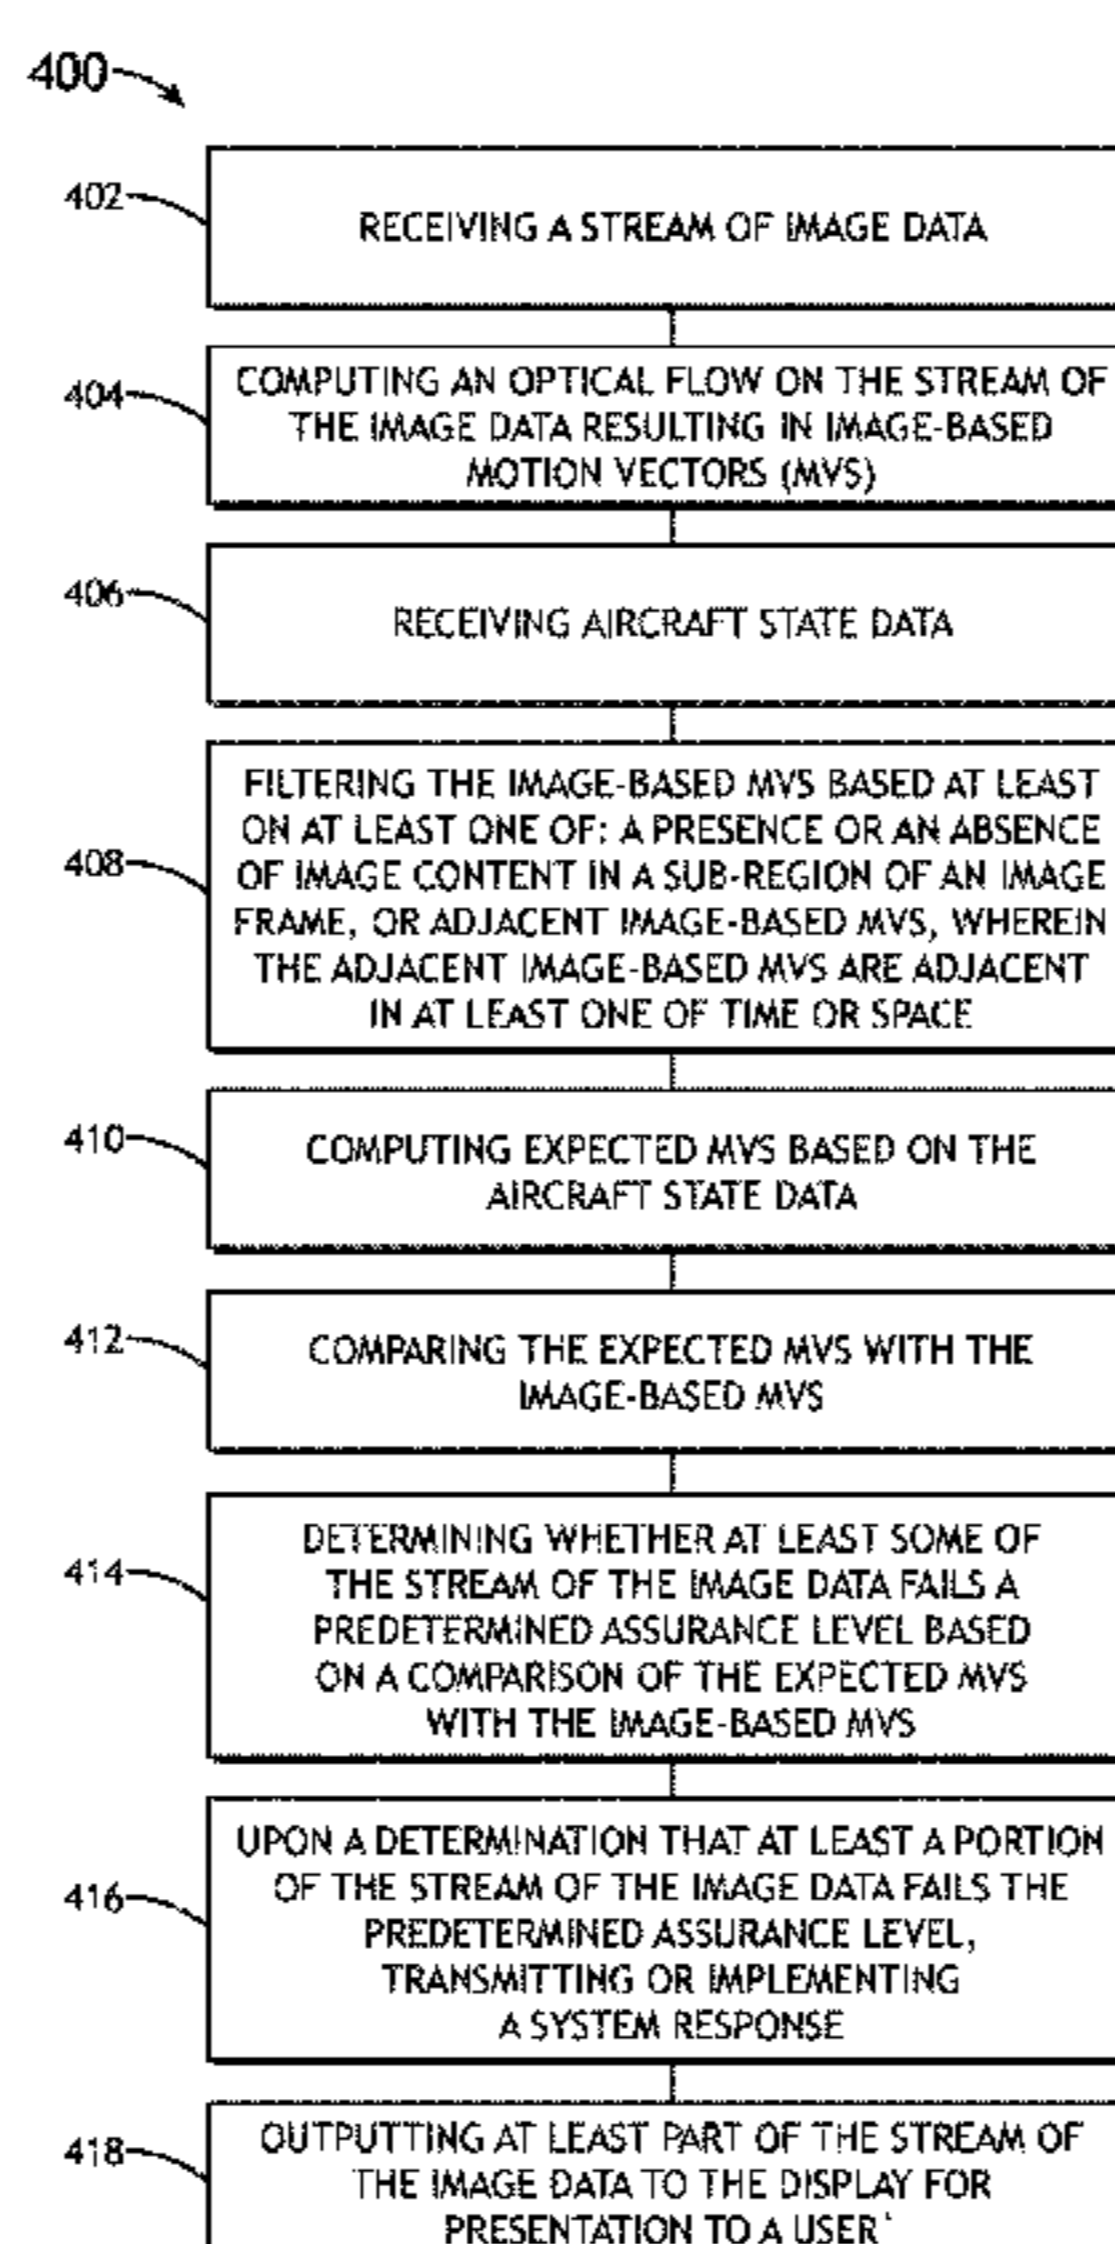 400
402
RECEIVING A STREAM OF IMAGE DATA
404
COMPUTING AN OPTICAL FLOW ON THE STREAM OF
THE IMAGE DATA RESULTING IN IMAGE-BASED
MOTION VECTORS (MVS)
406
RECEIVING AIRCRAFT STATE DATA
408
FILTERING THE IMAGE-BASED MVS BASED AT LEAST
ON AT LEAST ONE OF: A PRESENCE OR AN ABSENCE
OF IMAGE CONTENT IN A SUB-REGION OF AN IMAGE
FRAME, OR ADJACENT IMAGE-BASED MVS, WHEREIN
THE ADJACENT IMAGE-BASED MVS ARE ADJACENT
IN AT LEAST ONE OF TIME OR SPACE
410
COMPUTING EXPECTED MVS BASED ON THE
AIRCRAFT STATE DATA
412
COMPARING THE EXPECTED MVS WITH THE
IMAGE-BASED MVS
414
DETERMINING WHETHER AT LEAST SOME OF
THE STREAM OF THE IMAGE DATA FAILS A
PREDETERMINED ASSURANCE LEVEL BASED
ON A COMPARISON OF THE EXPECTED MVS
WITH THE IMAGE-BASED MVS
416
UPON A DETERMINATION THAT AT LEAST A PORTION
OF THE STREAM OF THE IMAGE DATA FAILS THE
PREDETERMINED ASSURANCE LEVEL,
TRANSMITTING OR IMPLEMENTING
A SYSTEM RESPONSE
418
OUTPUTTING AT LEAST PART OF THE STREAM OF
THE IMAGE DATA TO THE DISPLAY FOR
PRESENTATION TO A USER